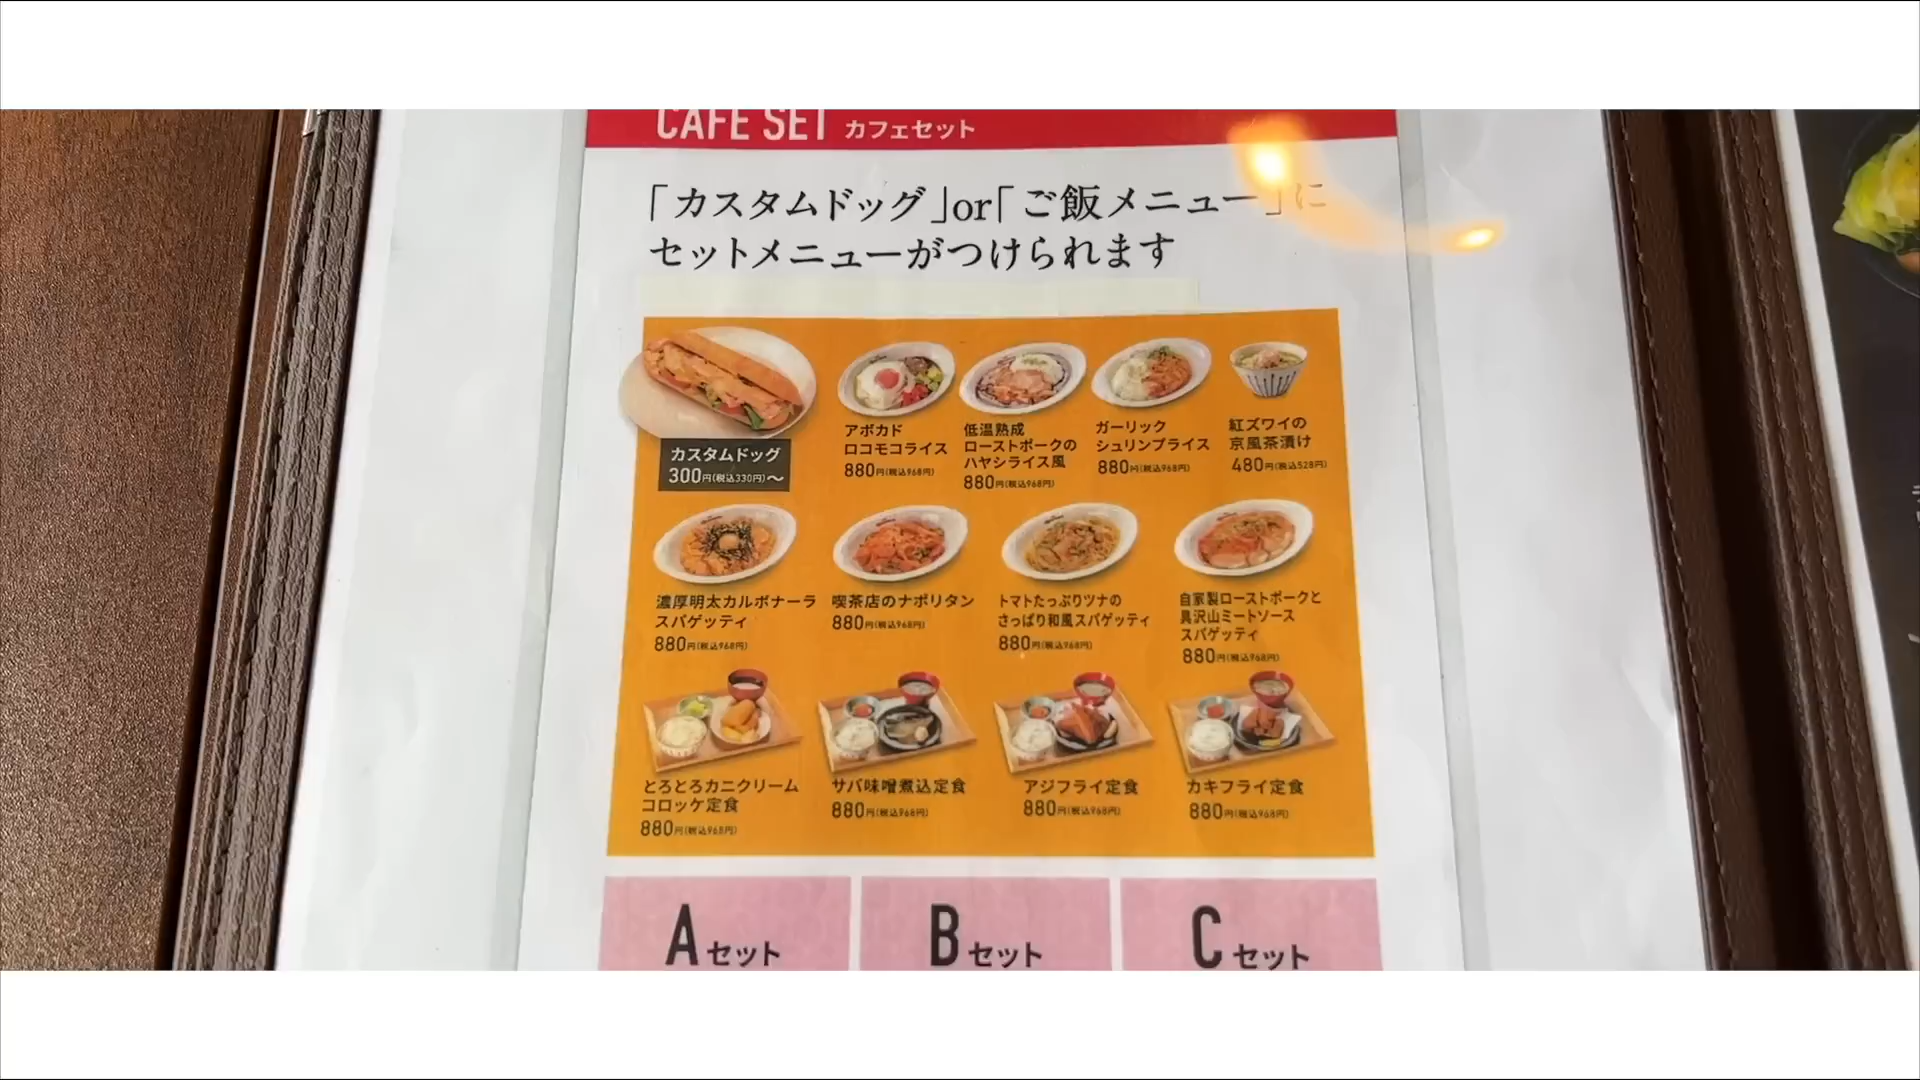 CAFE SET カフェセット
「カスタムドッグ」or「ご飯メニュー」に
セットメニューがつけられます
カスタムドッグ
300円(税込330円)〜
アボカド
ロコモコライス
880円(税込968円)
低温熟成
ローストポークの
ハヤシライス風
880円(税込968円)
ガーリック
シュリンプライス
880円(税込968円)
紅ズワイの
京風茶漬け
480円(税込528円)
濃厚明太カルボナーラ
スパゲッティ
880円(税込968円)
喫茶店のナポリタン
880円(税込968円)
トマトたっぷりツナの
さっぱり和風スパゲッティ
880円(税込968円)
自家製ローストポークと
具沢山ミートソース
スパゲッティ
880円(税込968円)
とろとろカニクリーム
コロッケ定食
880円(税込968円)
サバ味噌煮込定食
880円(税込968円)
アジフライ定食
880円(税込968円)
カキフライ定食
880円(税込968円)
Aセット
Bセット
Cセット